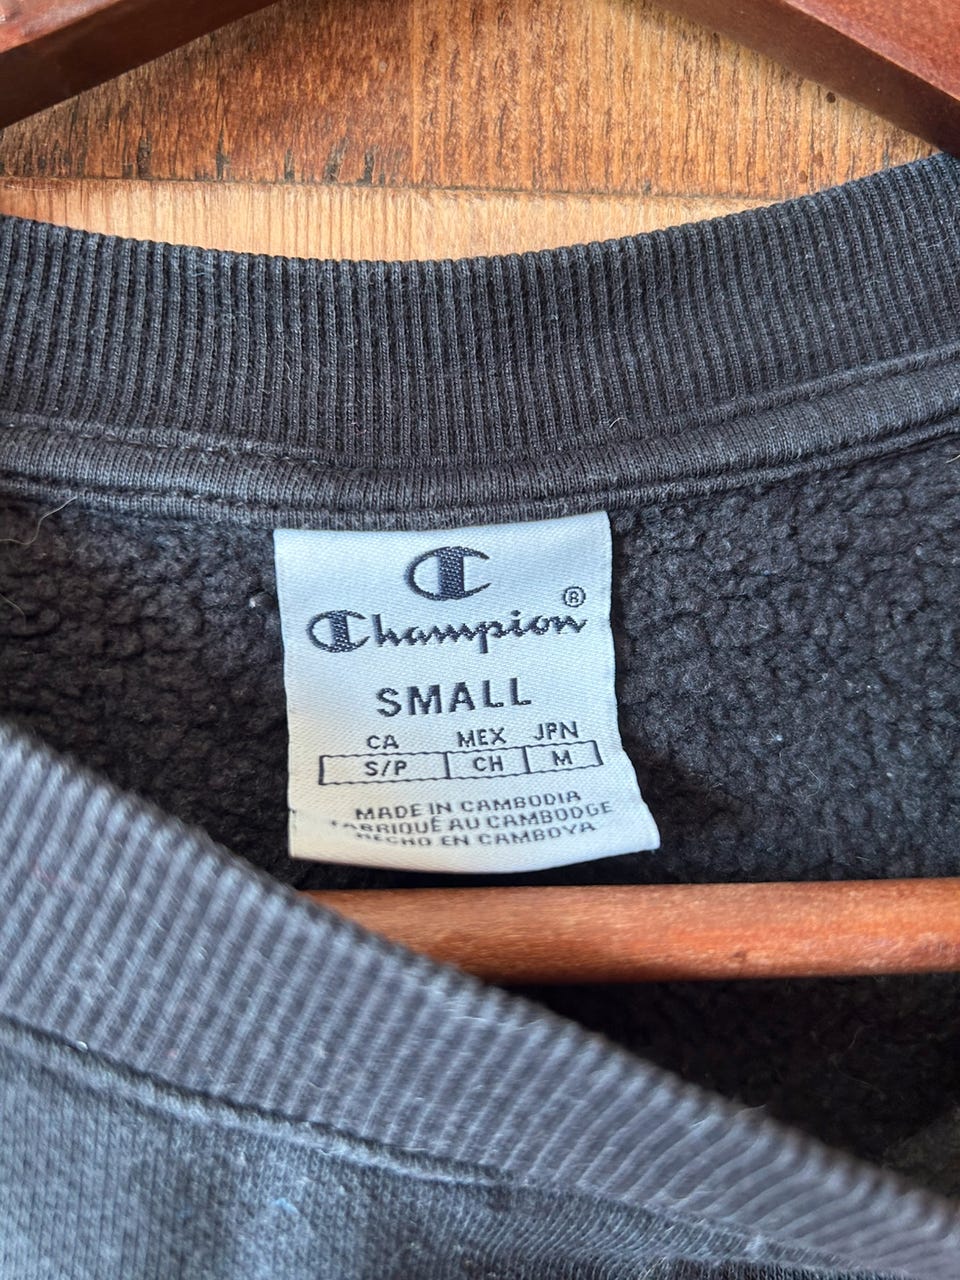 Champion®
SMALL
CA MEX JPN
S/P CH M
MADE IN CAMBODIA
FABRIQUÉ AU CAMBODGE
HECHO EN CAMBOYA